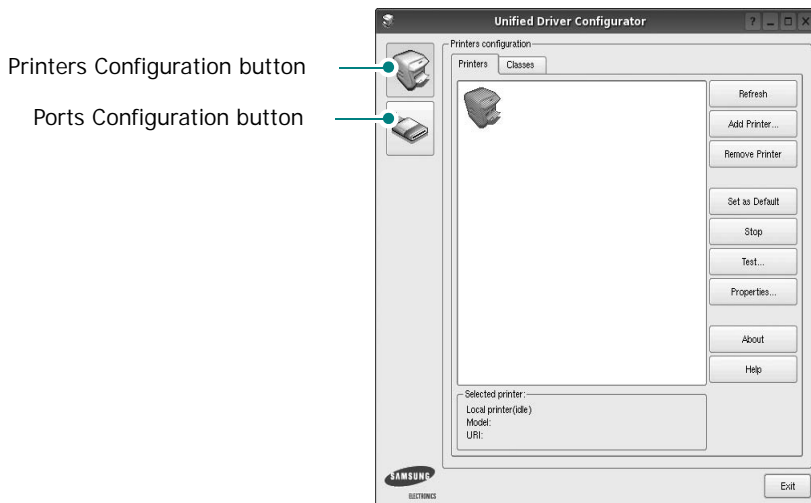 Unified Driver Configurator
Printers Configuration button
Ports Configuration button
Printers configuration
Printers
Classes
Refresh
Add Printer...
Remove Printer
Set as Default
Stop
Test...
Properties...
About
Help
Selected printer:
Local printer(idle)
Model:
URI:
SAMSUNG
ELECTRONICS
Exit